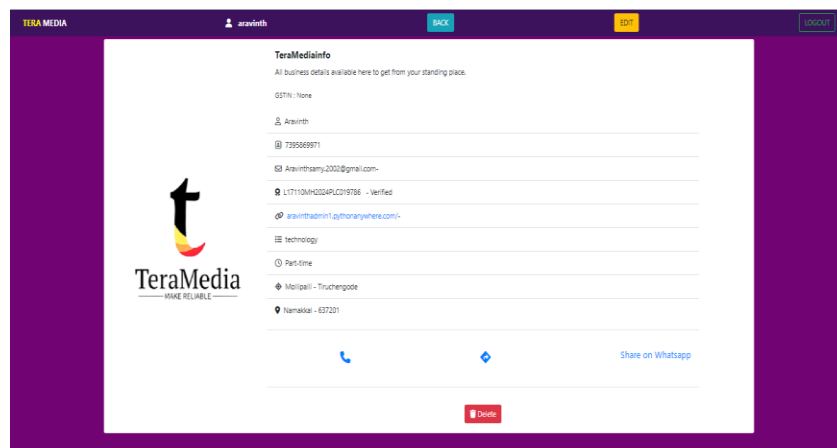 TERA MEDIA
aravinth
BACK
EDIT
LOGOUT
TeraMediainfo
All business details available here to get from your standing place.
GSTIN : None
Aravinth
7395869971
Aravinthsamy.2002@gmail.com-
L17110MH2024PLC019786 - Verified
aravinthadmin1.pythonanywhere.com/-
technology
Part-time
Mollipalli - Tiruchengode
Namakkal - 637201
t
TeraMedia
MAKE RELIABLE
Share on Whatsapp
Delete